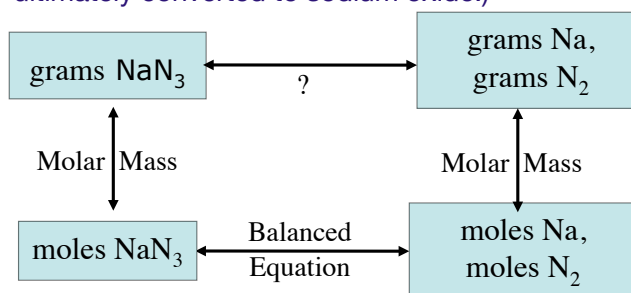 ultimately converted to sodium oxide.)
grams NaN₃
?
grams Na,
grams N₂
Molar Mass
Molar Mass
moles NaN₃
Balanced
Equation
moles Na,
moles N₂